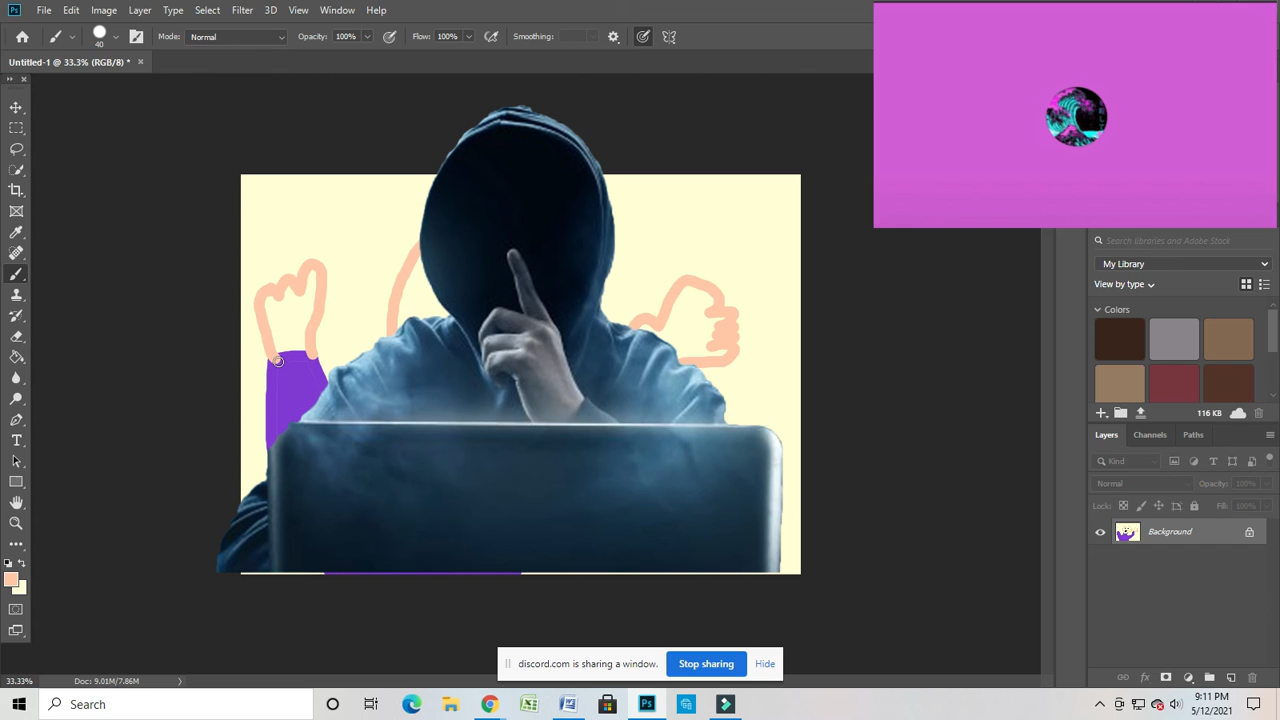 File Edit Image Layer Type Select Filter 3D View Window Help
40 Mode: Normal Opacity: 100% Flow: 100% Smoothing:
Untitled-1 @ 33.3% (RGB/8) *
Search libraries and Adobe Stock
My Library
View by type
Colors
116 KB
Layers Channels Paths
Kind
Normal Opacity: 100%
Lock: Fill: 100%
Background
discord.com is sharing a window. Stop sharing Hide
33.33% Doc: 9.01M/7.86M
Search
9:11 PM
5/12/2021